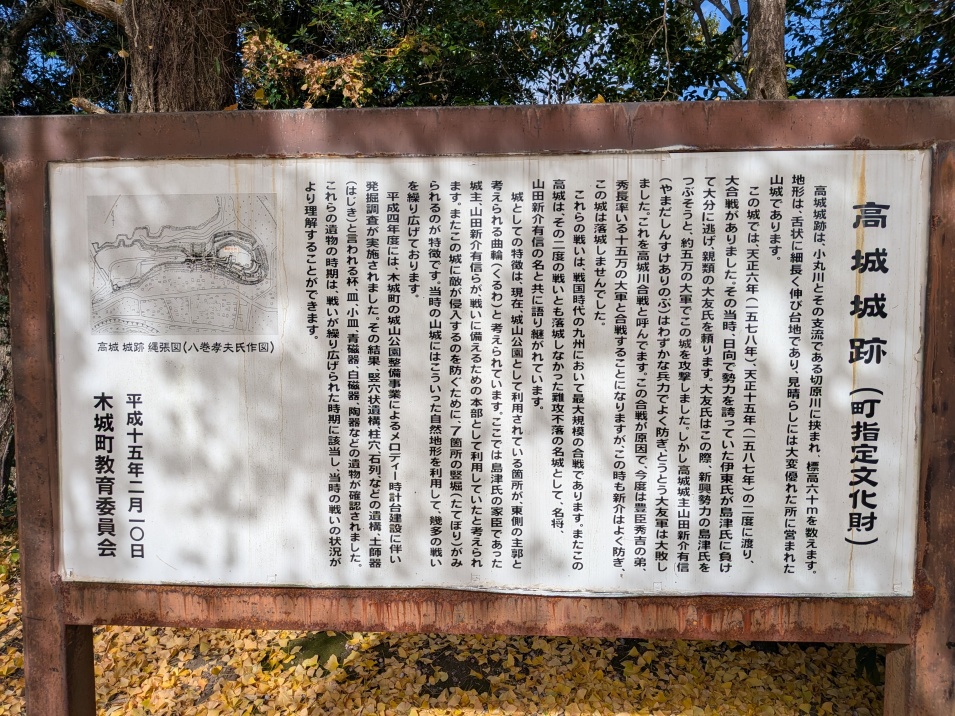 高城城跡（町指定文化財）
高城城跡は、小丸川とその支流である切原川に挟まれ、標高六十ｍを数えます。
地形は、舌状に細長く伸び台地であり、見晴らしには大変優れた所に営まれた
山城であります。
この城では、天正六年（一五七八年）、天正十五年（一五八七年）の二度に渡り、
大合戦がありました。その当時、日向で勢力を誇っていた伊東氏が島津氏に負け
て大分に逃げ、親類の大友氏を頼ります。大友氏はこの際、新興勢力の島津氏を
つぶそうと、約五万の大軍でこの城を攻撃しました。しかし高城城主山田新介有信
（やまだしんすけありのぶ）はわずかな兵力でよく防ぎ、とうとう大友軍は大敗し
ました。これを高城川合戦と呼んでます。この合戦が原因で、今度は豊臣秀吉の弟、
秀長率いる十五万の大軍と合戦することになりますが、この時も新介はよく防ぎ、
この城は落城しませんでした。
これらの戦いは、戦国時代の九州において最大規模の合戦であります。またこの
高城は、その二度の戦いとも落城しなかった難攻不落の名城として、名将、
山田新介有信の名と共に語り継がれています。
城としての特徴は、現在、城山公園として利用されている箇所が、東側の主郭と
考えられる曲輪（くるわ）と考えられています。ここでは島津氏の家臣であった
城主、山田新介有信らが戦いに備えるための本部として利用していたと考えられ
ます。またこの城に敵が侵入するのを防ぐために、７箇所の竪堀（たてぼり）がみ
られるのが特徴です。当時の山城にはこういった自然地形を利用して、幾多の戦い
を繰り広げております。
平成四年度には、木城町の城山公園整備事業によるメロディー時計台建設に伴い
発掘調査が実施されました。その結果、竪穴状遺構、柱穴、石列などの遺構、土師器
（はじき）と言われる杯、皿、小皿、青磁器、白磁器、陶器などの遺物が確認されました。
これらの遺物の時期は、戦いが繰り広げられた時期に該当し、当時の戦いの状況が
より理解することができます。
高城 城跡 縄張図（八巻孝夫氏作図）
平成十五年二月一〇日
木城町教育委員会